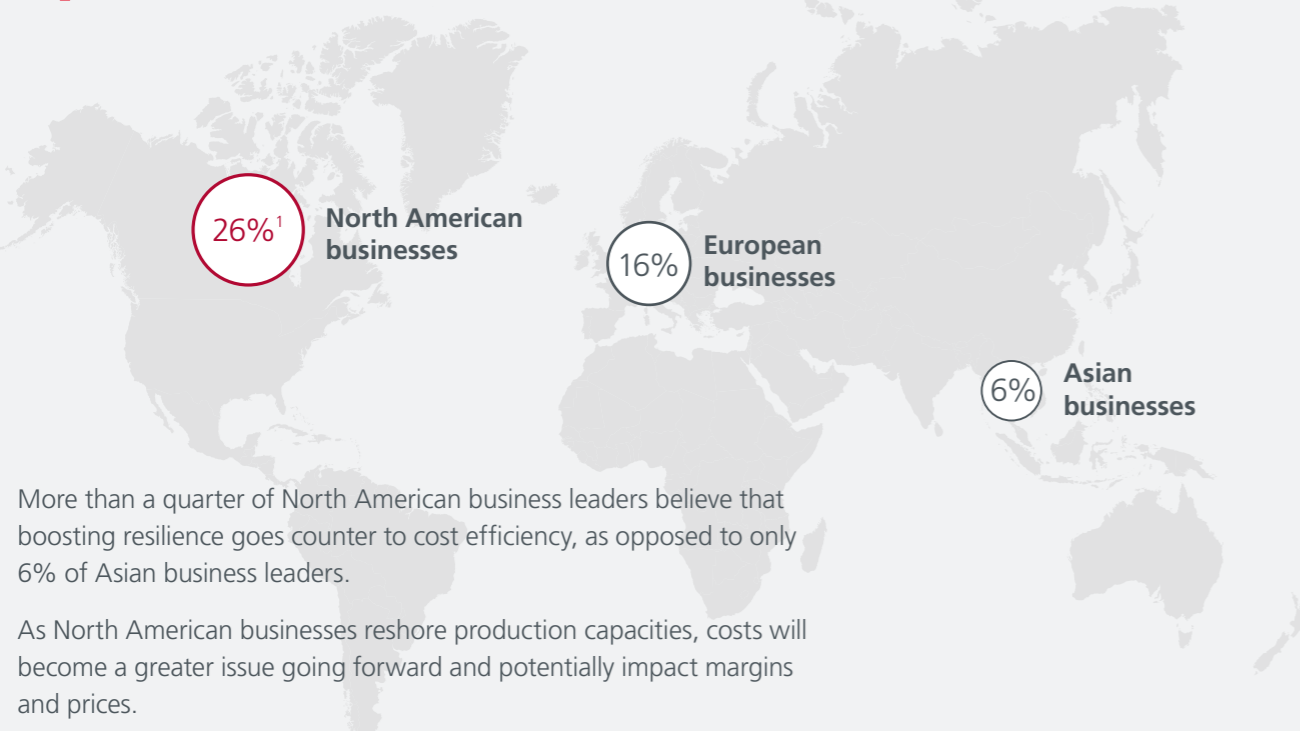 26%¹
North American
businesses
16%
European
businesses
6%
Asian
businesses
More than a quarter of North American business leaders believe that
boosting resilience goes counter to cost efficiency, as opposed to only
6% of Asian business leaders.
As North American businesses reshore production capacities, costs will
become a greater issue going forward and potentially impact margins
and prices.